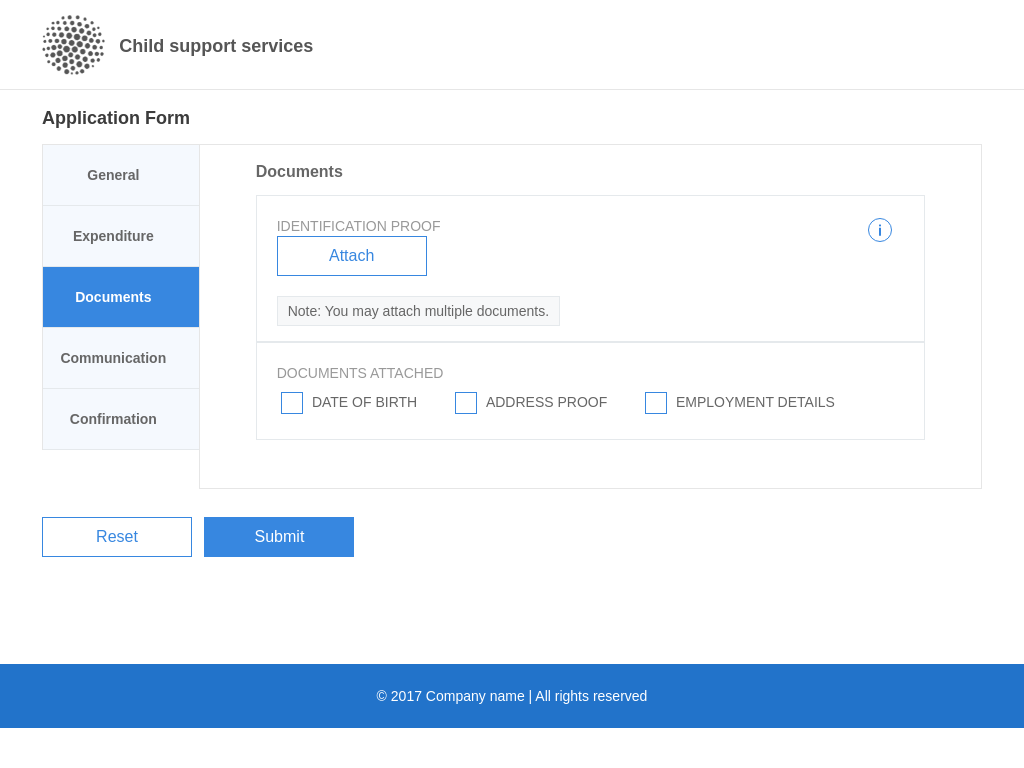 Child support services
Application Form
General
Expenditure
Documents
Communication
Confirmation
Documents
IDENTIFICATION PROOF
i
Attach
Note: You may attach multiple documents.
DOCUMENTS ATTACHED
DATE OF BIRTH ADDRESS PROOF EMPLOYMENT DETAILS
Reset Submit
© 2017 Company name | All rights reserved